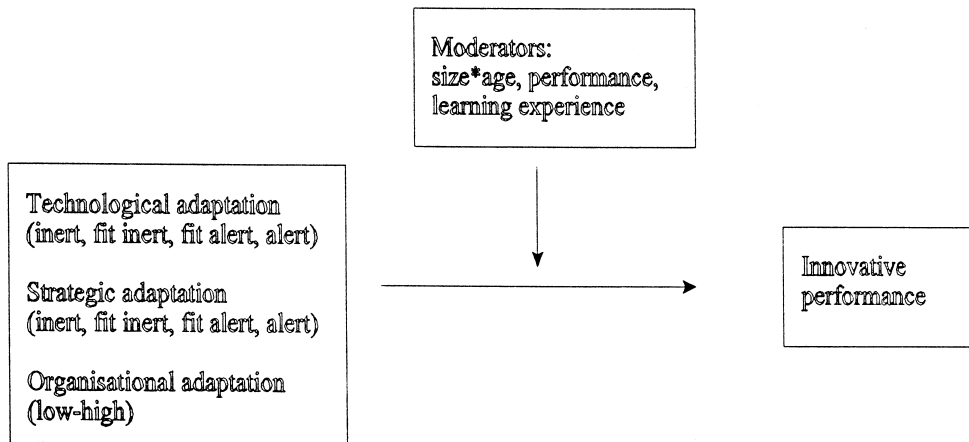 Moderators:
size*age, performance,
learning experience
Technological adaptation
(inert, fit inert, fit alert, alert)
Strategic adaptation
(inert, fit inert, fit alert, alert)
Organisational adaptation
(low-high)
Innovative
performance